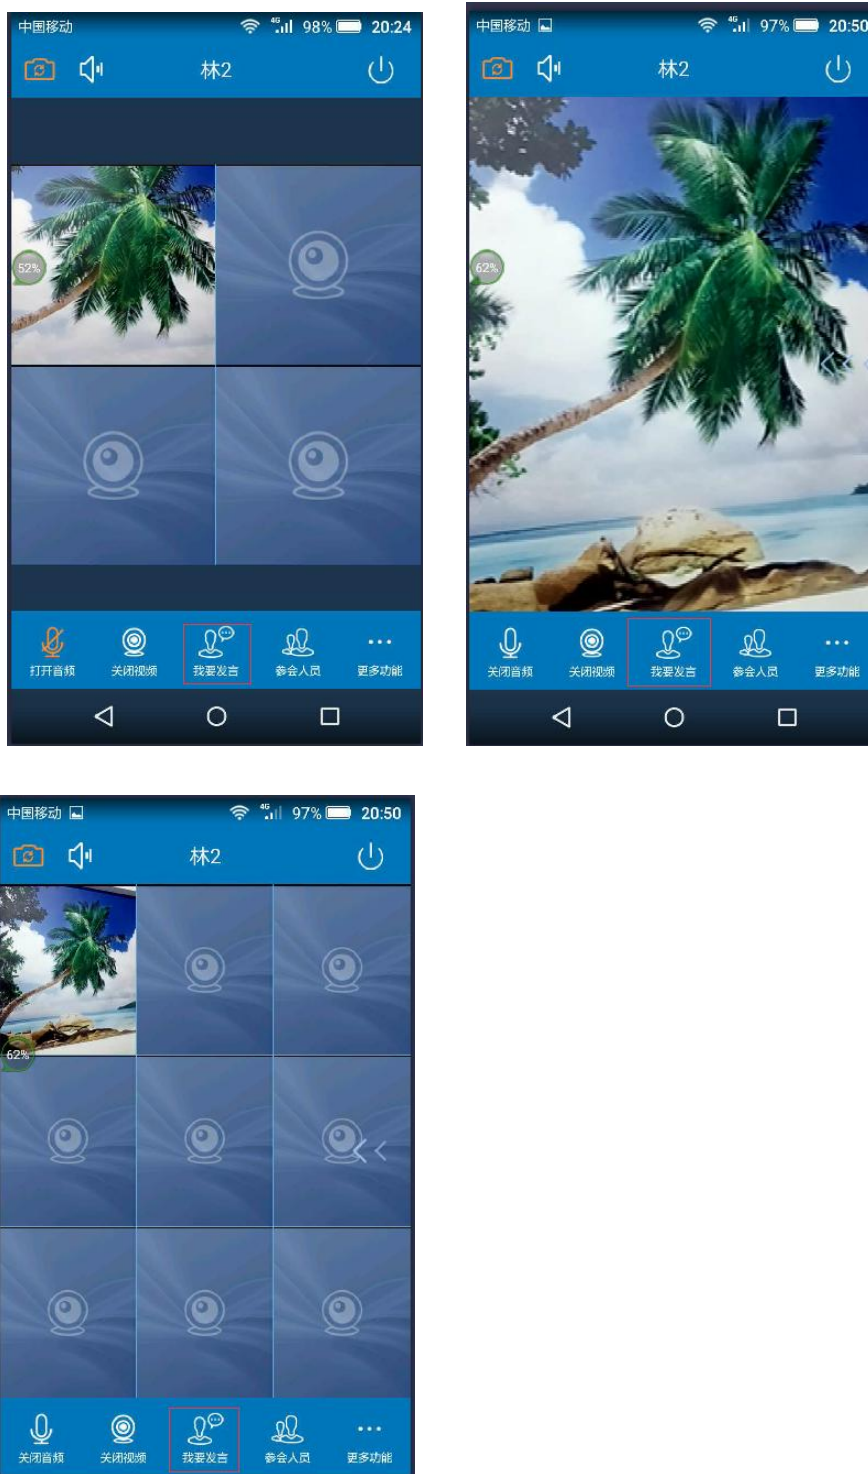 中国移动 4G 98% 20:24
林2
52%
打开音频 关闭视频 我要发言 参会人员 更多功能
中国移动 4G 97% 20:50
林2
62%
关闭音频 关闭视频 我要发言 参会人员 更多功能
中国移动 4G 97% 20:50
林2
62%
关闭音频 关闭视频 我要发言 参会人员 更多功能